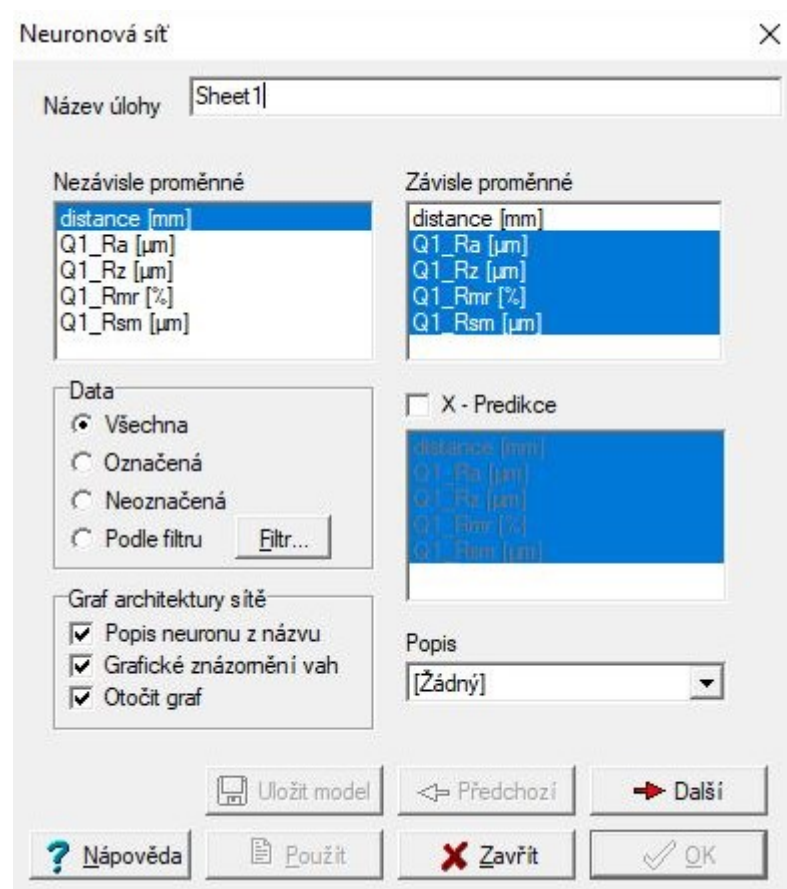 Neuronová síť
Název úlohy Sheet1
Nezávisle proměnné
distance [mm]
Q1_Ra [µm]
Q1_Rz [µm]
Q1_Rmr [%]
Q1_Rsm [µm]
Závisle proměnné
distance [mm]
Q1_Ra [µm]
Q1_Rz [µm]
Q1_Rmr [%]
Q1_Rsm [µm]
Data
Všechna
Označená
Neoznačená
Podle filtru Filtr...
X - Predikce
distance [mm]
Q1_Ra [µm]
Q1_Rz [µm]
Q1_Rmr [%]
Q1_Rsm [µm]
Graf architektury sítě
Popis neuronu z názvu
Grafické znázornění vah
Otočit graf
Popis
[Žádný]
Uložit model Předchozí Další
Nápověda Použít Zavřít OK